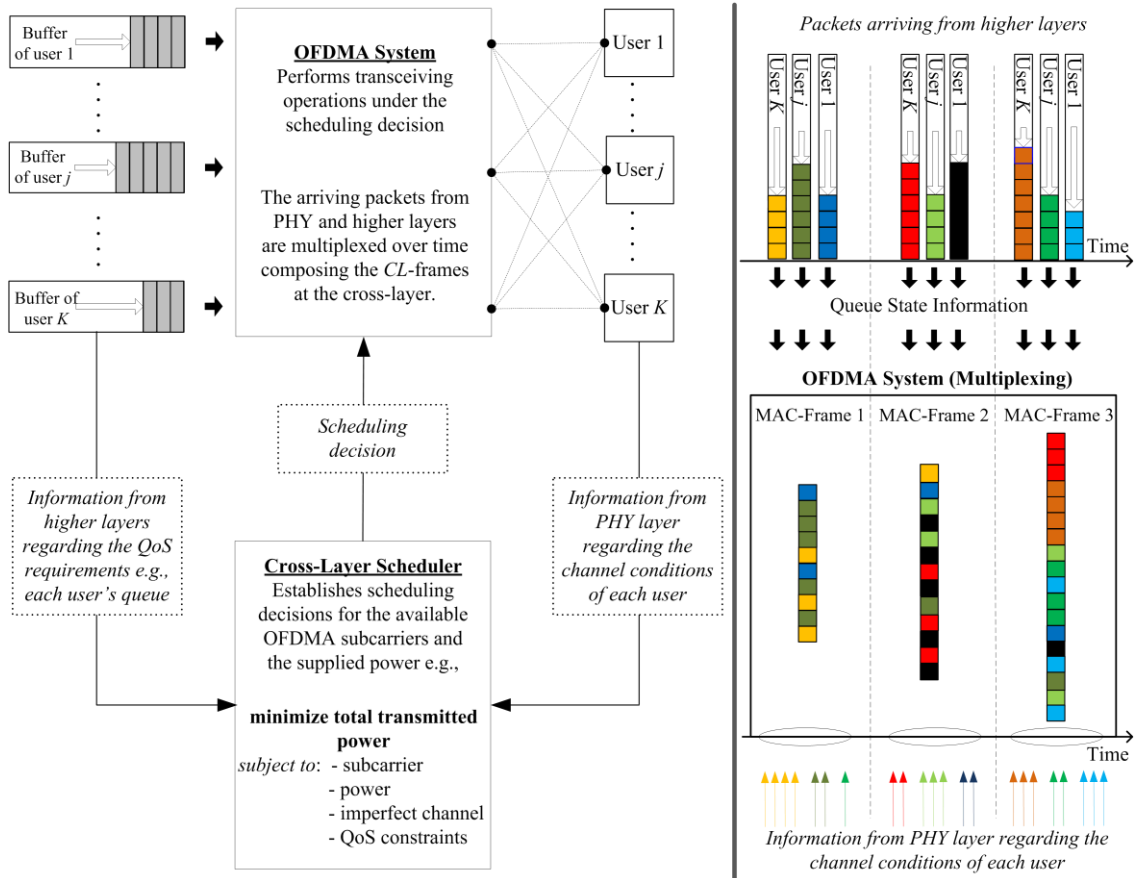 Buffer
of user 1
Buffer
of user j
Buffer of
user K
OFDMA System
Performs transceiving
operations under the
scheduling decision
The arriving packets from
PHY and higher layers
are multiplexed over time
composing the CL-frames
at the cross-layer.
User 1
User j
User K
Scheduling
decision
Information from
higher layers
regarding the QoS
requirements e.g.,
each user's queue
Information from
PHY layer
regarding the
channel conditions
of each user
Cross-Layer Scheduler
Establishes scheduling
decisions for the available
OFDMA subcarriers and
the supplied power e.g.,
minimize total transmitted
power
subject to: - subcarrier
- power
- imperfect channel
- QoS constraints
Packets arriving from higher layers
User K
User j
User 1
User K
User j
User 1
User K
User j
User 1
Time
Queue State Information
OFDMA System (Multiplexing)
MAC-Frame 1
MAC-Frame 2
MAC-Frame 3
Time
Information from PHY layer regarding the
channel conditions of each user